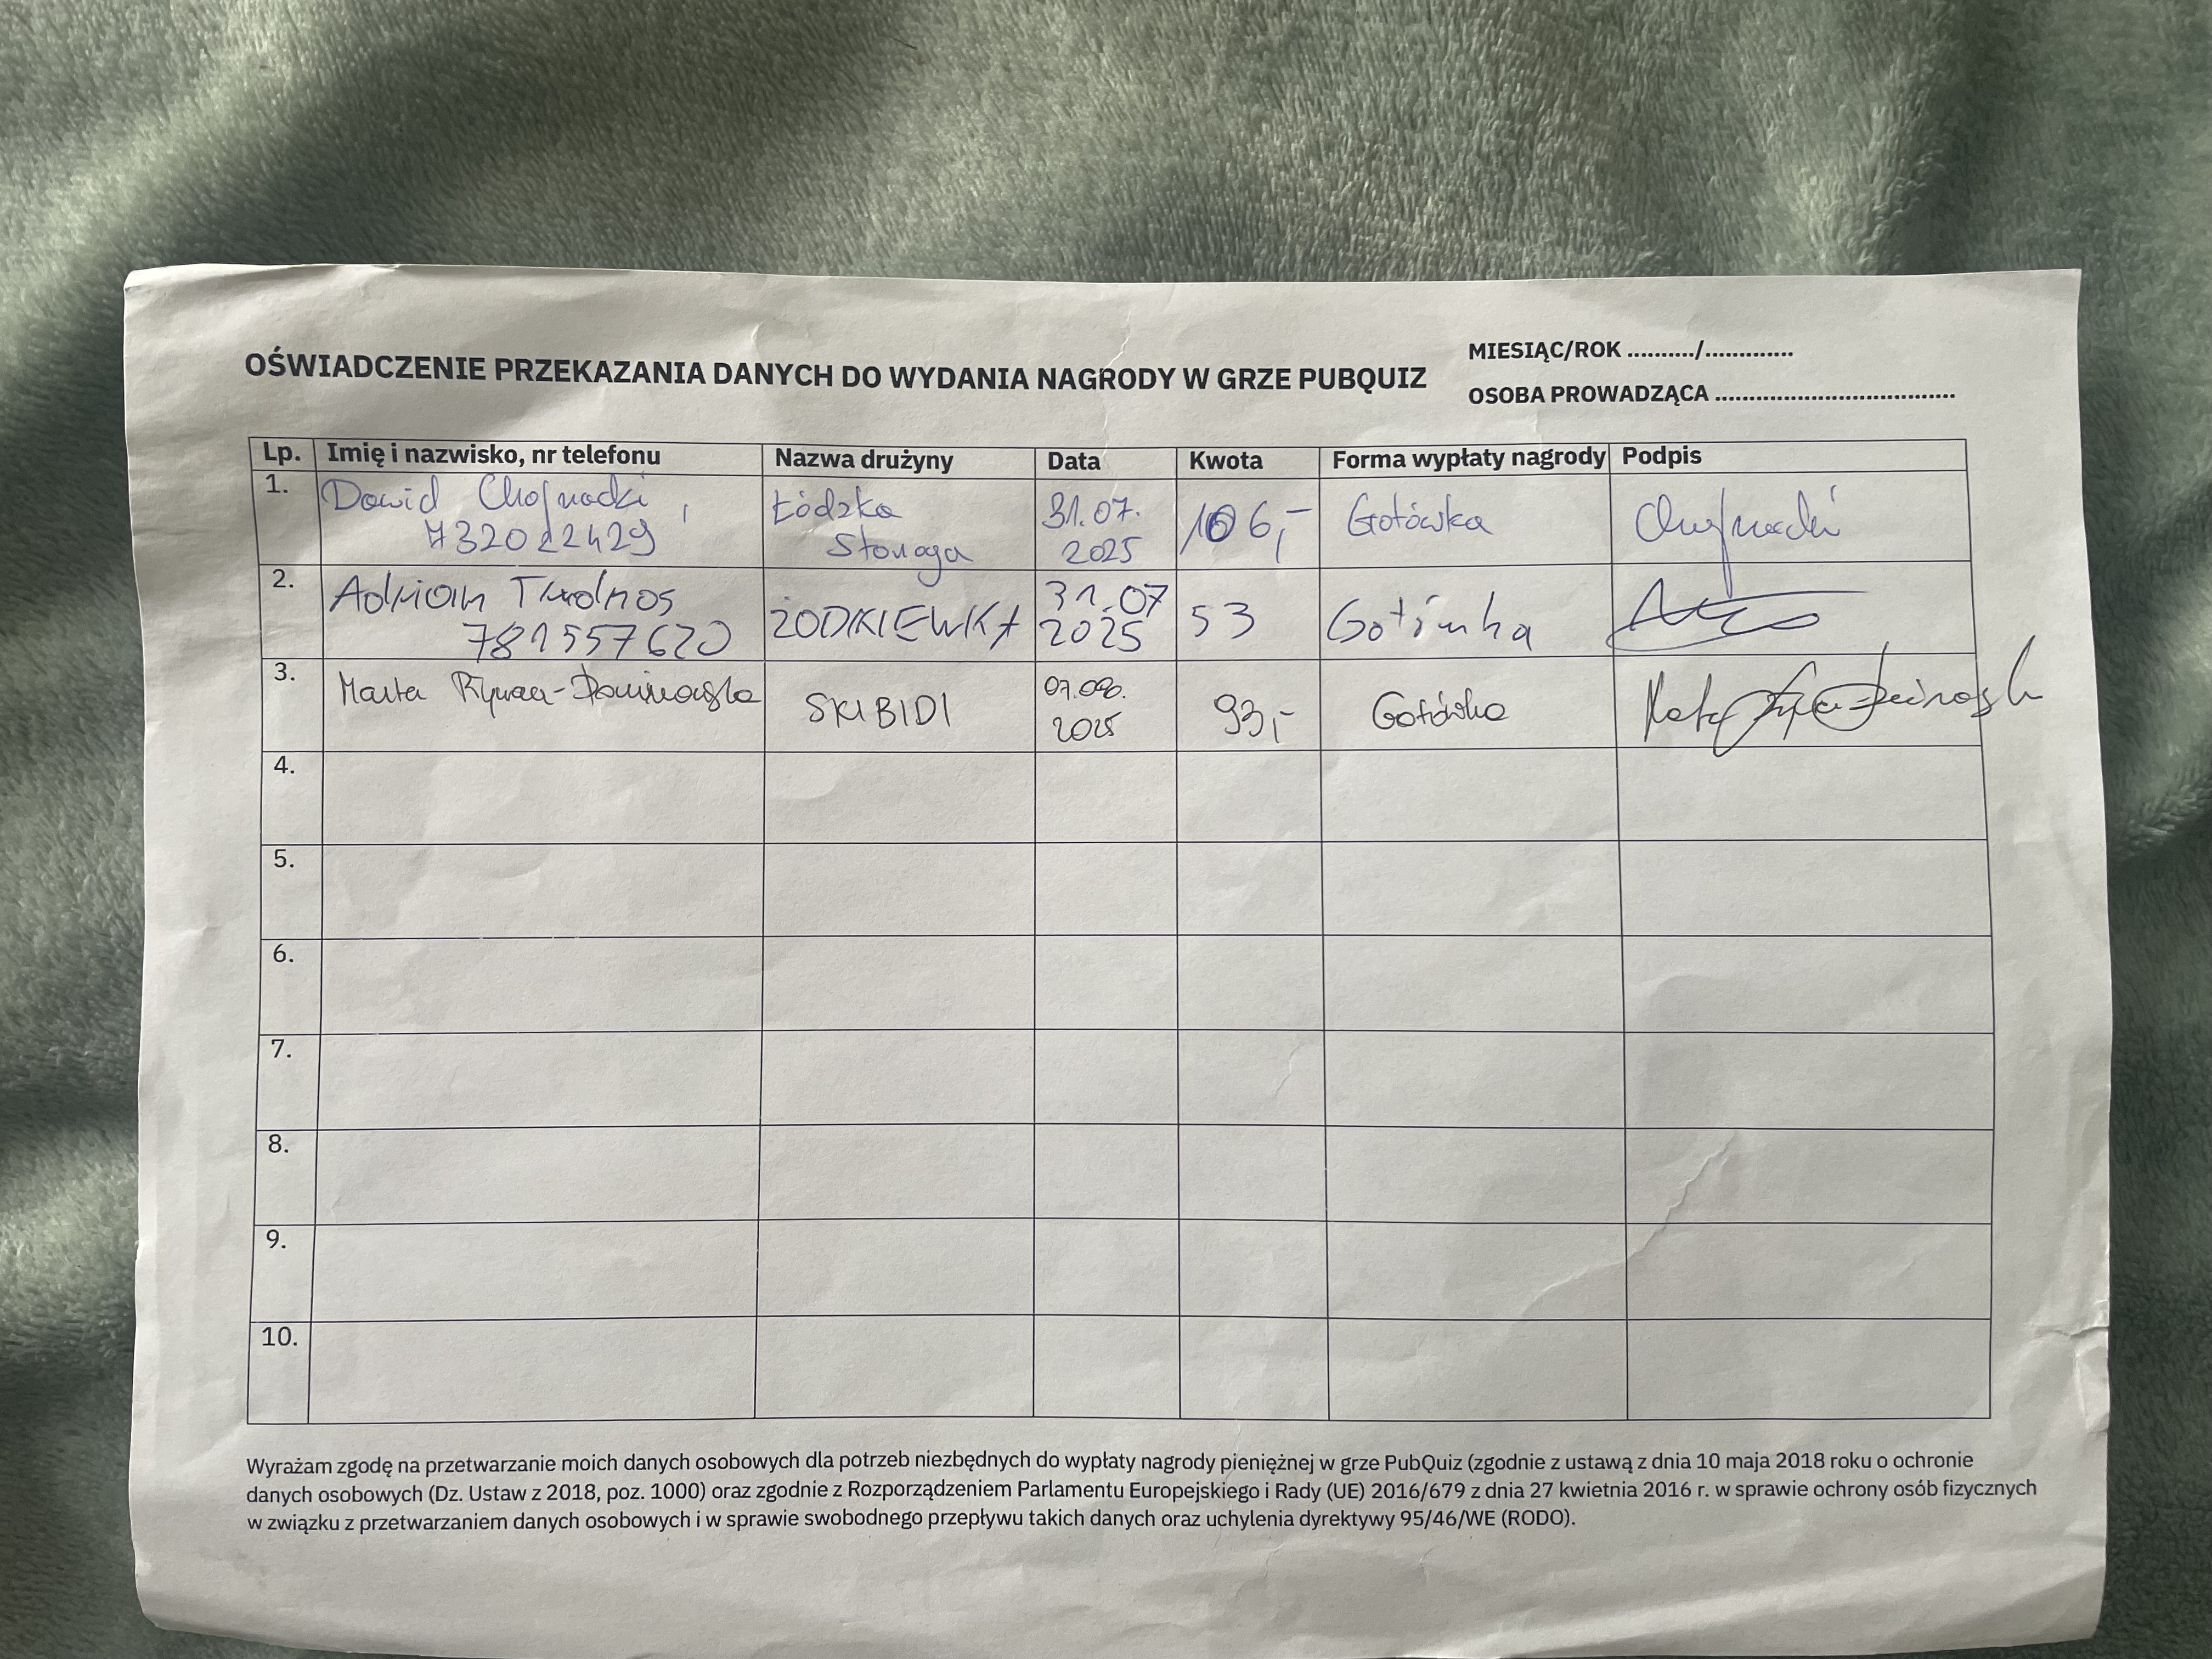 OŚWIADCZENIE PRZEKAZANIA DANYCH DO WYDANIA NAGRODY W GRZE PUBQUIZ
MIESIĄC/ROK ........../.............
OSOBA PROWADZĄCA ...................................
Lp. Imię i nazwisko, nr telefonu Nazwa drużyny Data Kwota Forma wypłaty nagrody Podpis
1. Dawid Chojnacki, 732022429 Łódzka Stonoga 31.07.2025 106,- Gotówka Chojnacki
2. Adrian 781557620 ŻODKIEWKA 31.07 2025 53 Gotówka
3. Marta SKIBIDI 2025 93,- Gotówka
4.
5.
6.
7.
8.
9.
10.
Wyrażam zgodę na przetwarzanie moich danych osobowych dla potrzeb niezbędnych do wypłaty nagrody pieniężnej w grze PubQuiz (zgodnie z ustawą z dnia 10 maja 2018 roku o ochronie
danych osobowych (Dz. Ustaw z 2018, poz. 1000) oraz zgodnie z Rozporządzeniem Parlamentu Europejskiego i Rady (UE) 2016/679 z dnia 27 kwietnia 2016 r. w sprawie ochrony osób fizycznych
w związku z przetwarzaniem danych osobowych i w sprawie swobodnego przepływu takich danych oraz uchylenia dyrektywy 95/46/WE (RODO).